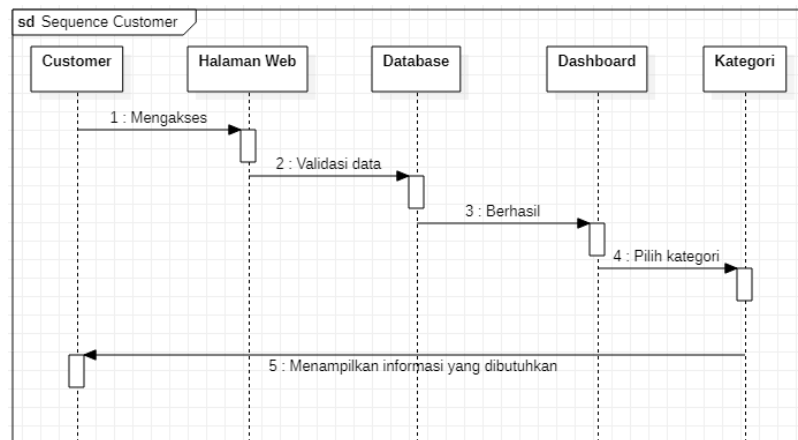 sd Sequence Customer
Customer
Halaman Web
Database
Dashboard
Kategori
1 : Mengakses
2 : Validasi data
3 : Berhasil
4 : Pilih kategori
5 : Menampilkan informasi yang dibutuhkan